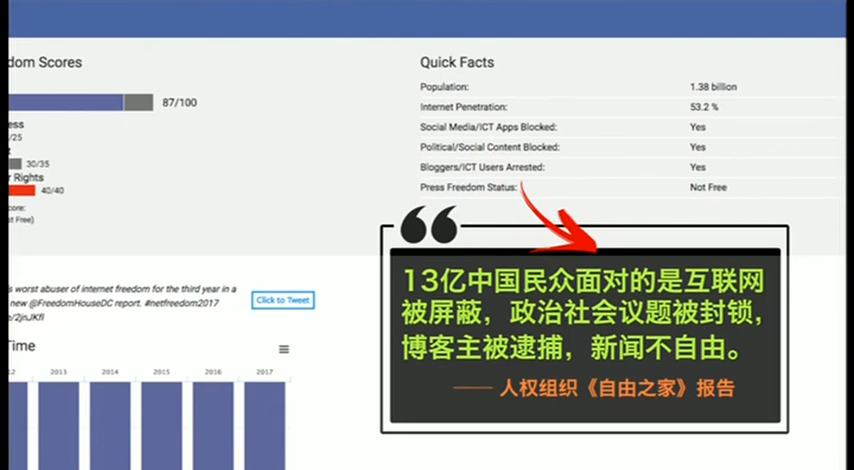 dom Scores
87/100
ess
/25
t
30/35
r Rights
40/40
core:
st Free)
Quick Facts
Population: 1.38 billion
Internet Penetration: 53.2 %
Social Media/ICT Apps Blocked: Yes
Political/Social Content Blocked: Yes
Bloggers/ICT Users Arrested: Yes
Press Freedom Status: Not Free
's worst abuser of internet freedom for the third year in a
new @FreedomHouseDC report. #netfreedom2017
/2jnJKfl
Click to Tweet
Time
2013 2014 2015 2016 2017
“
13亿中国民众面对的是互联网
被屏蔽，政治社会议题被封锁，
博客主被逮捕，新闻不自由。
—— 人权组织《自由之家》报告